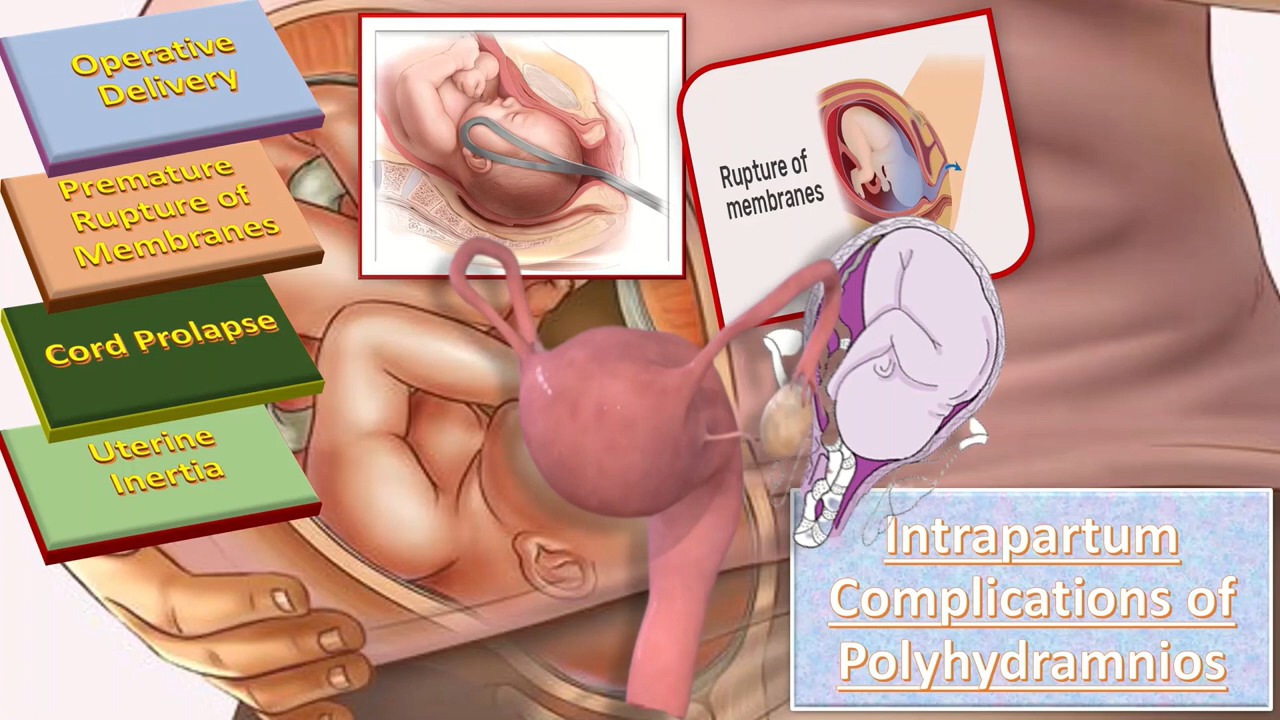 Operative
Delivery
Premature
Rupture of
Membranes
Cord Prolapse
Uterine
Inertia
Rupture of
membranes
Intrapartum
Complications of
Polyhydramnios